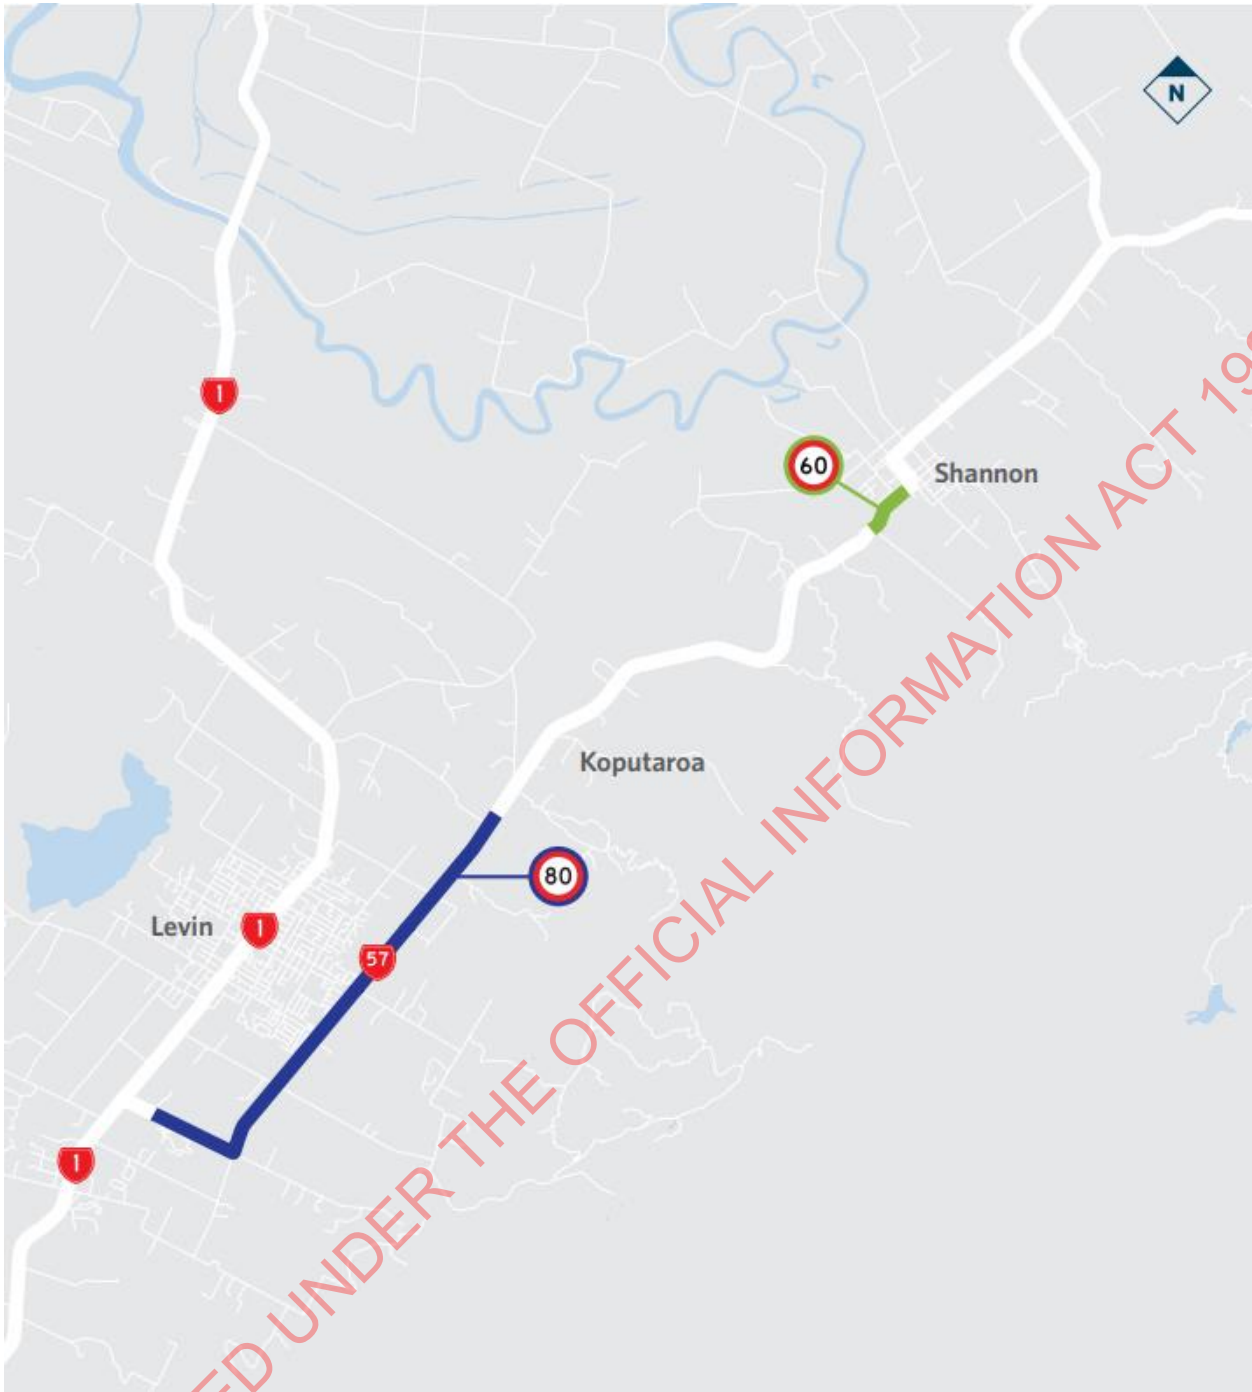 N
1
60
Shannon
Koputaroa
80
Levin
1
57
1
ED UNDER THE OFFICIAL INFORMATION ACT 19